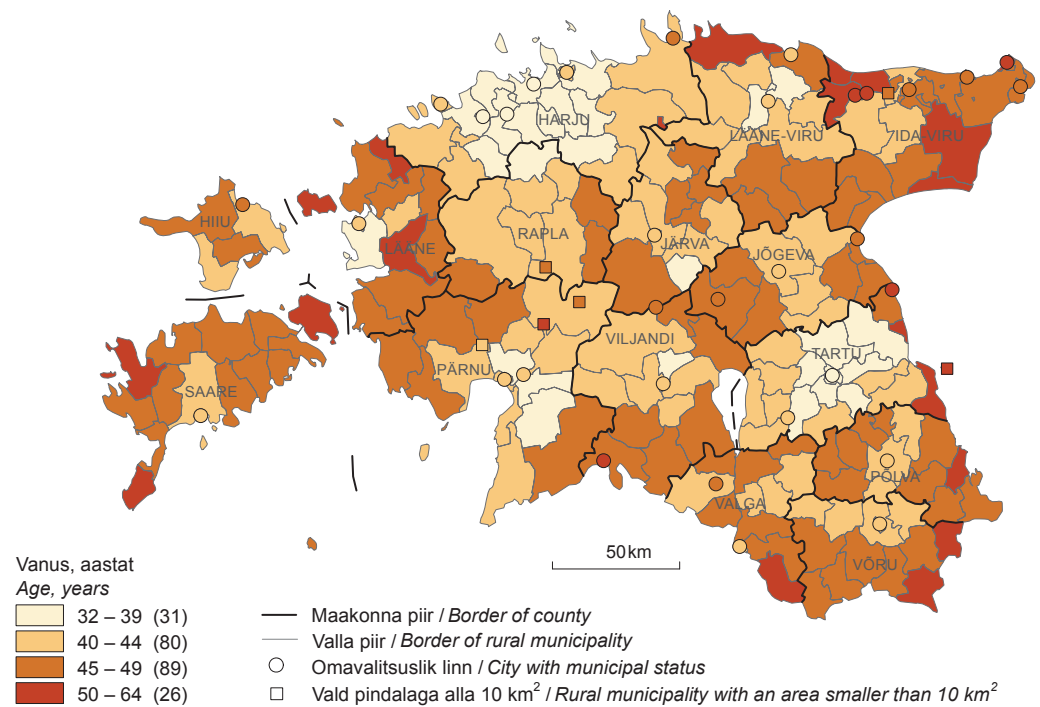 HARJU
LÄÄNE-VIRU
IDA-VIRU
HIIU
LÄÄNE
RAPLA
JÄRVA
JÕGEVA
SAARE
PÄRNU
VILJANDI
TARTU
VALGA
PÕLVA
VÕRU
50 km
Vanus, aastat
Age, years
32 – 39 (31)
40 – 44 (80)
45 – 49 (89)
50 – 64 (26)
Maakonna piir / Border of county
Valla piir / Border of rural municipality
Omavalitsuslik linn / City with municipal status
Vald pindalaga alla 10 km² / Rural municipality with an area smaller than 10 km²